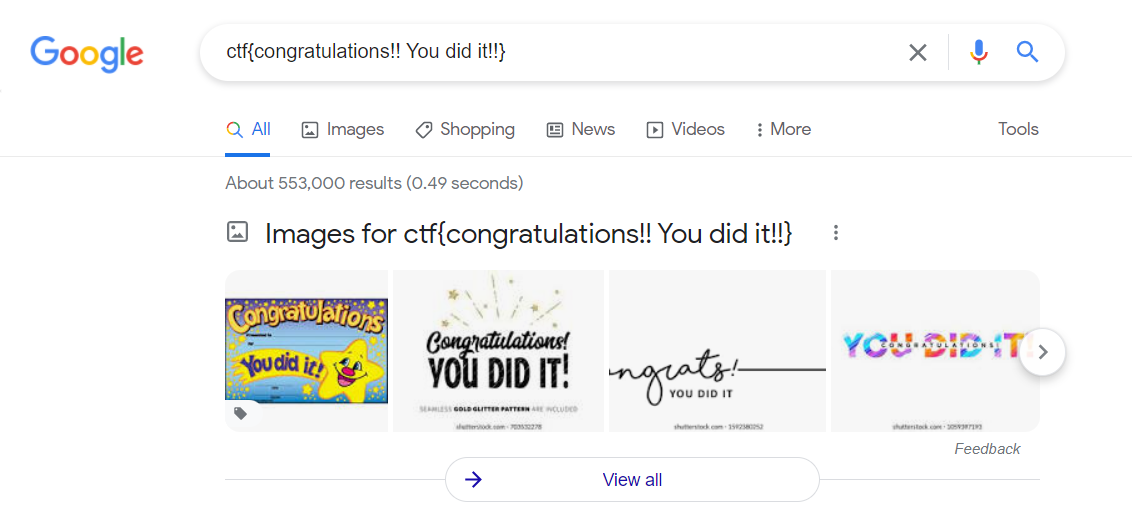 Google
ctf{congratulations!! You did it!!}
All Images Shopping News Videos More Tools
About 553,000 results (0.49 seconds)
Images for ctf{congratulations!! You did it!!}
Congratulations
You did it!
Congratulations!
YOU DID IT!
SEAMLESS GOLD GLITTER PATTERN ARE INCLUDED
shutterstock.com · 703532278
ngrats!
YOU DID IT
shutterstock.com · 1592380252
YOU DID IT!
CONGRATULATIONS!
shutterstock.com · 1059397193
Feedback
View all